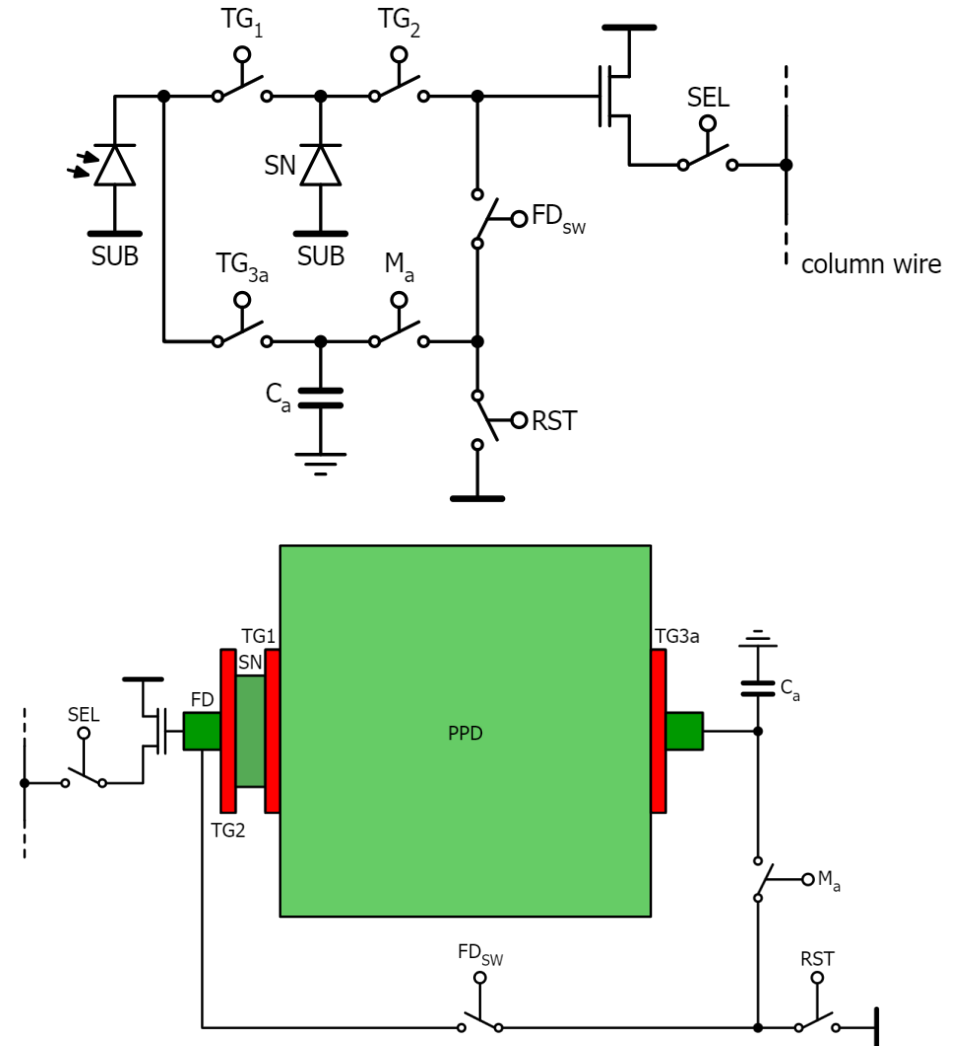 TG1 TG2
SEL
SN
FDsw
SUB SUB
TG3a Ma
column wire
Ca
RST
TG1 TG3a
SN
FD
Ca
SEL
PPD
TG2
Ma
FDSW RST